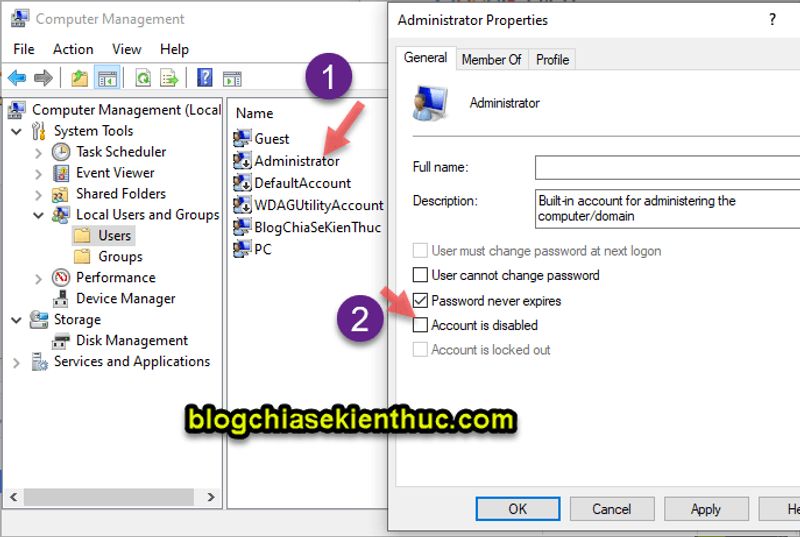 Computer Management
File Action View Help
Computer Management (Local
System Tools
Task Scheduler
Event Viewer
Shared Folders
Local Users and Groups
Users
Groups
Performance
Device Manager
Storage
Disk Management
Services and Applications
Name
Guest
Administrator
DefaultAccount
WDAGUtilityAccount
BlogChiaSeKienThuc
PC
1
2
Administrator Properties
?
General Member Of Profile
Administrator
Full name:
Description:
Built-in account for administering the
computer/domain
User must change password at next logon
User cannot change password
Password never expires
Account is disabled
Account is locked out
OK Cancel Apply He
blogchiasekienthuc.com